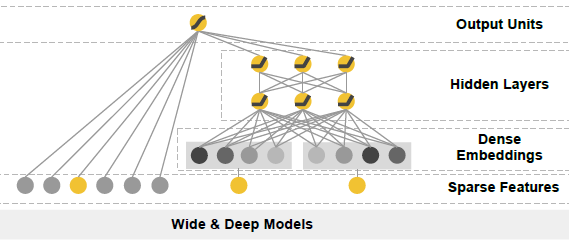 Output Units
Hidden Layers
Dense
Embeddings
Sparse Features
Wide & Deep Models